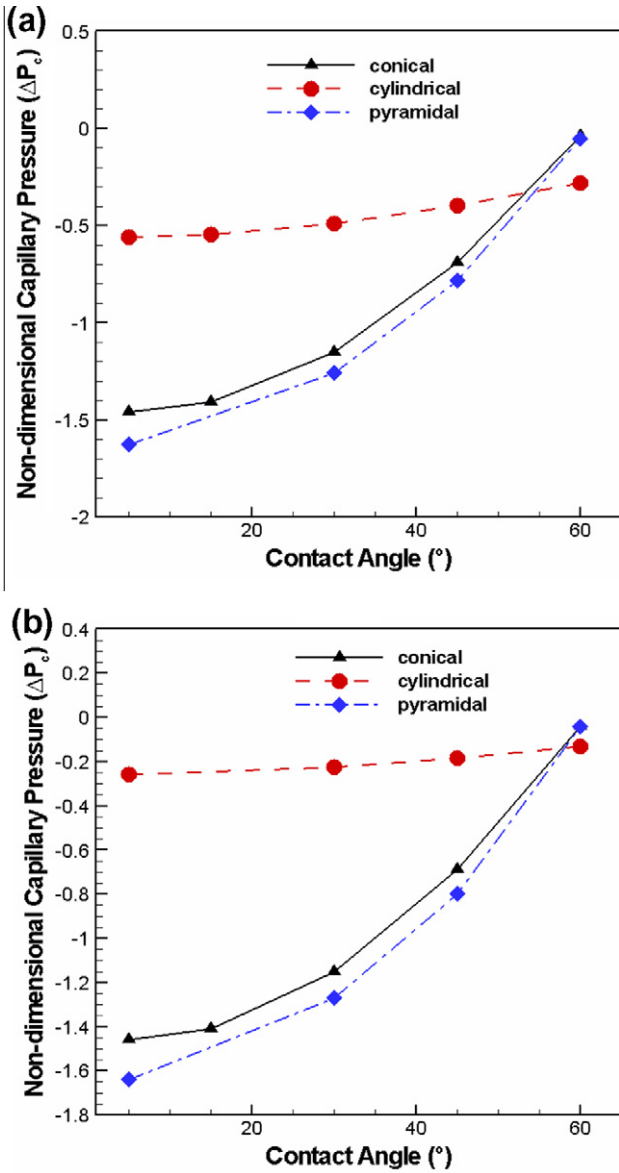 (a)
0.5
0
-0.5
-1
-1.5
-2
Non-dimensional Capillary Pressure (ΔPc)
conical
cylindrical
pyramidal
20
40
60
Contact Angle (°)
(b)
0.4
0.2
0
-0.2
-0.4
-0.6
-0.8
-1
-1.2
-1.4
-1.6
-1.8
Non-dimensional Capillary Pressure (ΔPc)
conical
cylindrical
pyramidal
20
40
60
Contact Angle (°)